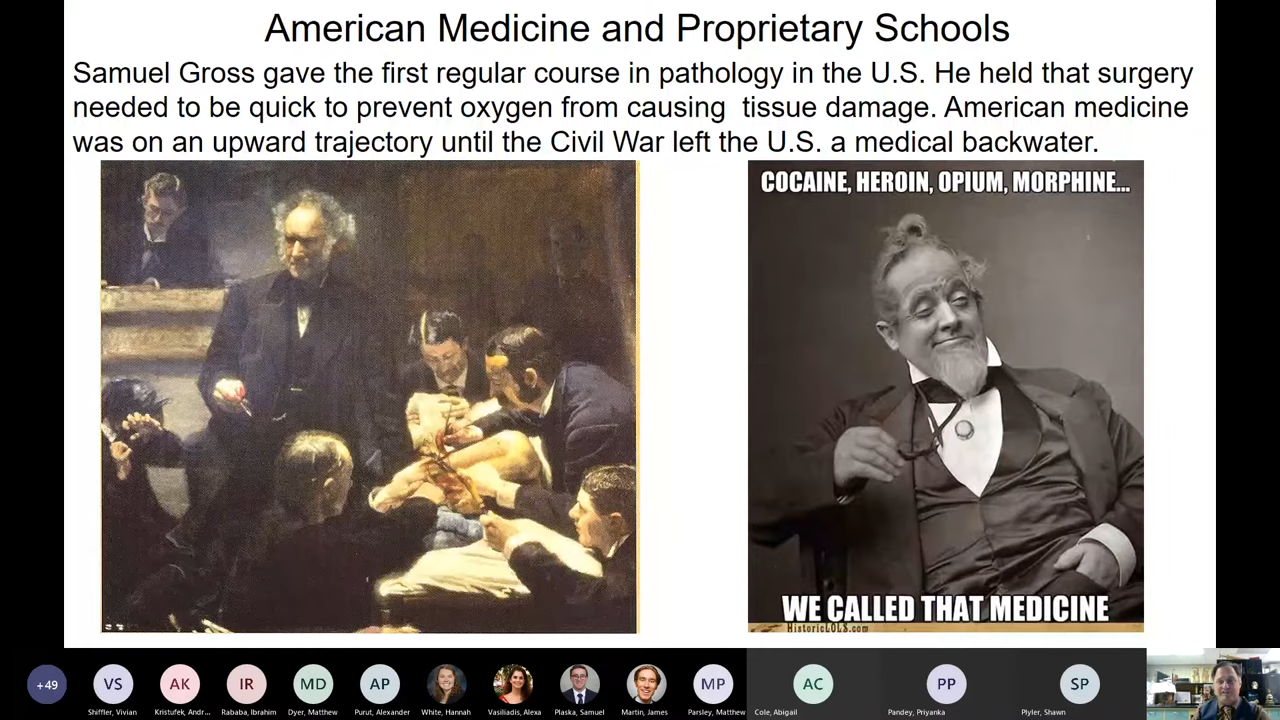 American Medicine and Proprietary Schools
Samuel Gross gave the first regular course in pathology in the U.S. He held that surgery
needed to be quick to prevent oxygen from causing  tissue damage. American medicine
was on an upward trajectory until the Civil War left the U.S. a medical backwater.
COCAINE, HEROIN, OPIUM, MORPHINE...
WE CALLED THAT MEDICINE
HistoricLOLS.com
+49
VS
AK
IR
MD
AP
MP
AC
PP
SP
Shiffler, Vivian
Kristufek, Andr...
Rababa, Ibrahim
Dyer, Matthew
Purut, Alexander
White, Hannah
Vasiliadis, Alexa
Plaska, Samuel
Martin, James
Parsley, Matthew
Cole, Abigail
Pandey, Priyanka
Plyler, Shawn